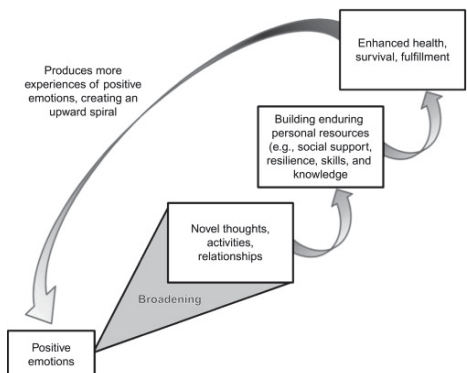 Enhanced health,
survival, fulfillment
Produces more
experiences of positive
emotions, creating an
upward spiral
Building enduring
personal resources
(e.g., social support,
resilience, skills, and
knowledge
Novel thoughts,
activities,
relationships
Broadening
Positive
emotions